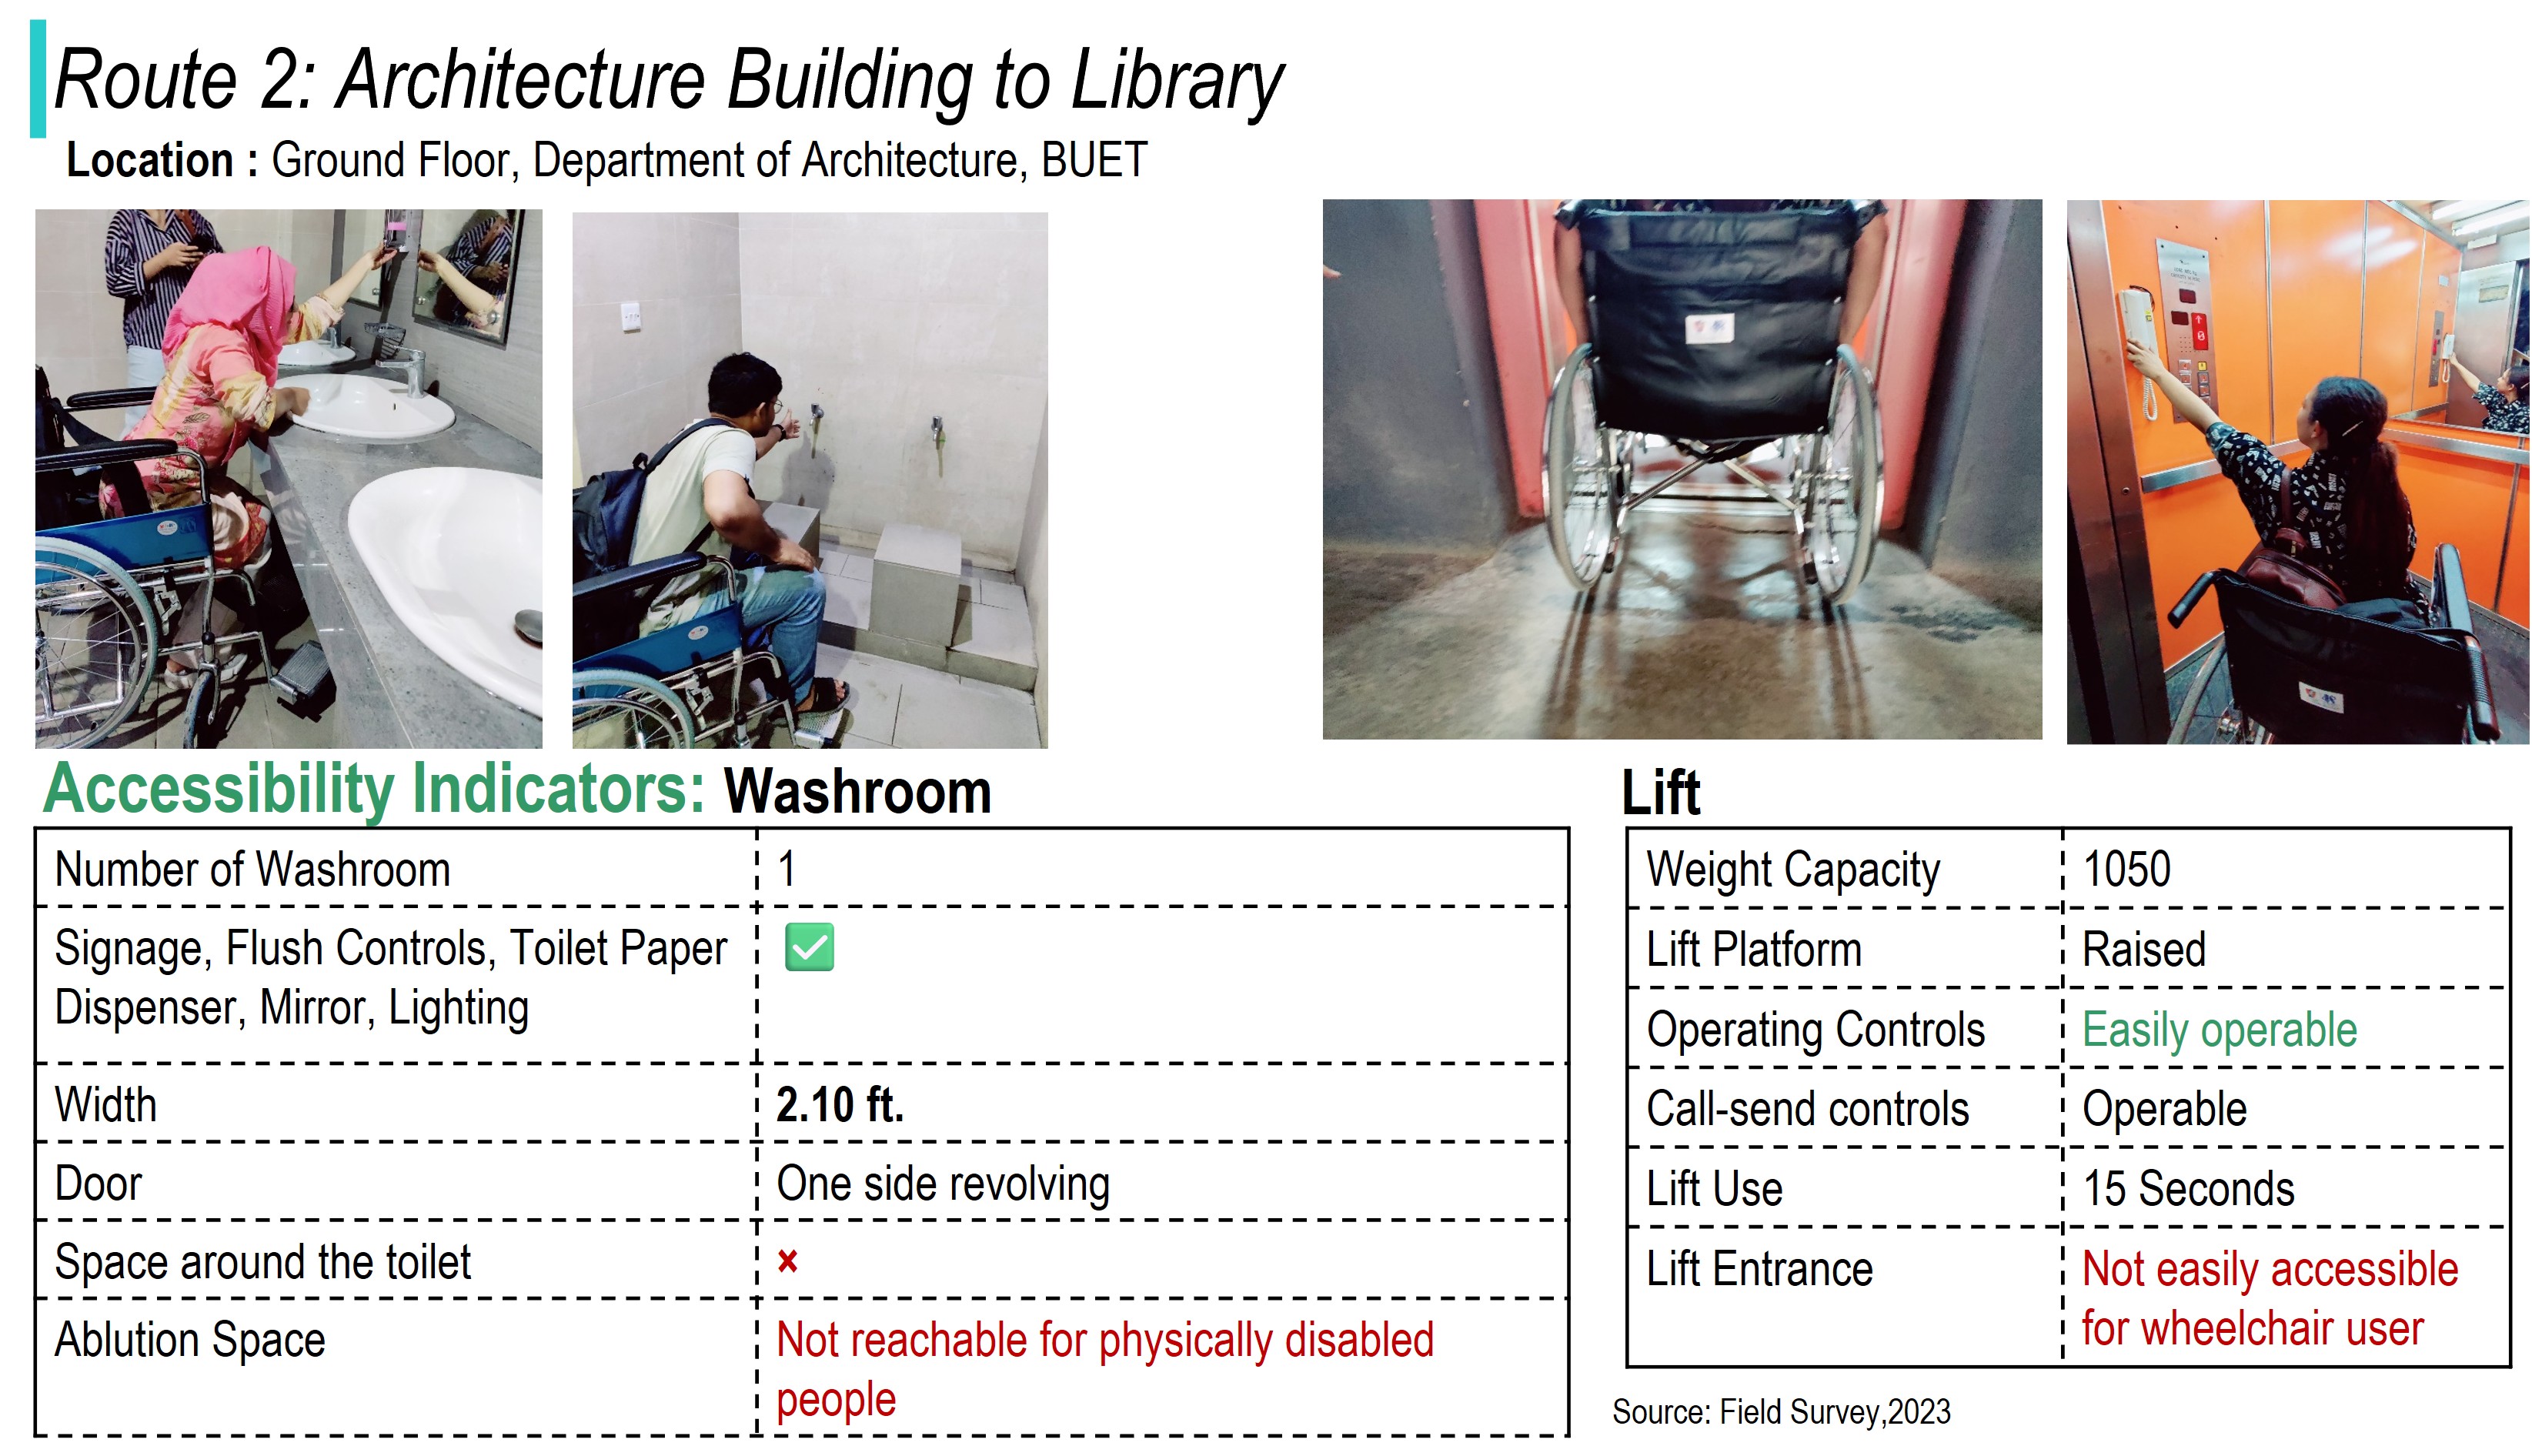 Route 2: Architecture Building to Library
Location : Ground Floor, Department of Architecture, BUET
Accessibility Indicators: Washroom
Number of Washroom 1
Signage, Flush Controls, Toilet Paper ✅
Dispenser, Mirror, Lighting
Width 2.10 ft.
Door One side revolving
Space around the toilet ×
Ablution Space Not reachable for physically disabled
people
Lift
Weight Capacity 1050
Lift Platform Raised
Operating Controls Easily operable
Call-send controls Operable
Lift Use 15 Seconds
Lift Entrance Not easily accessible
for wheelchair user
Source: Field Survey,2023